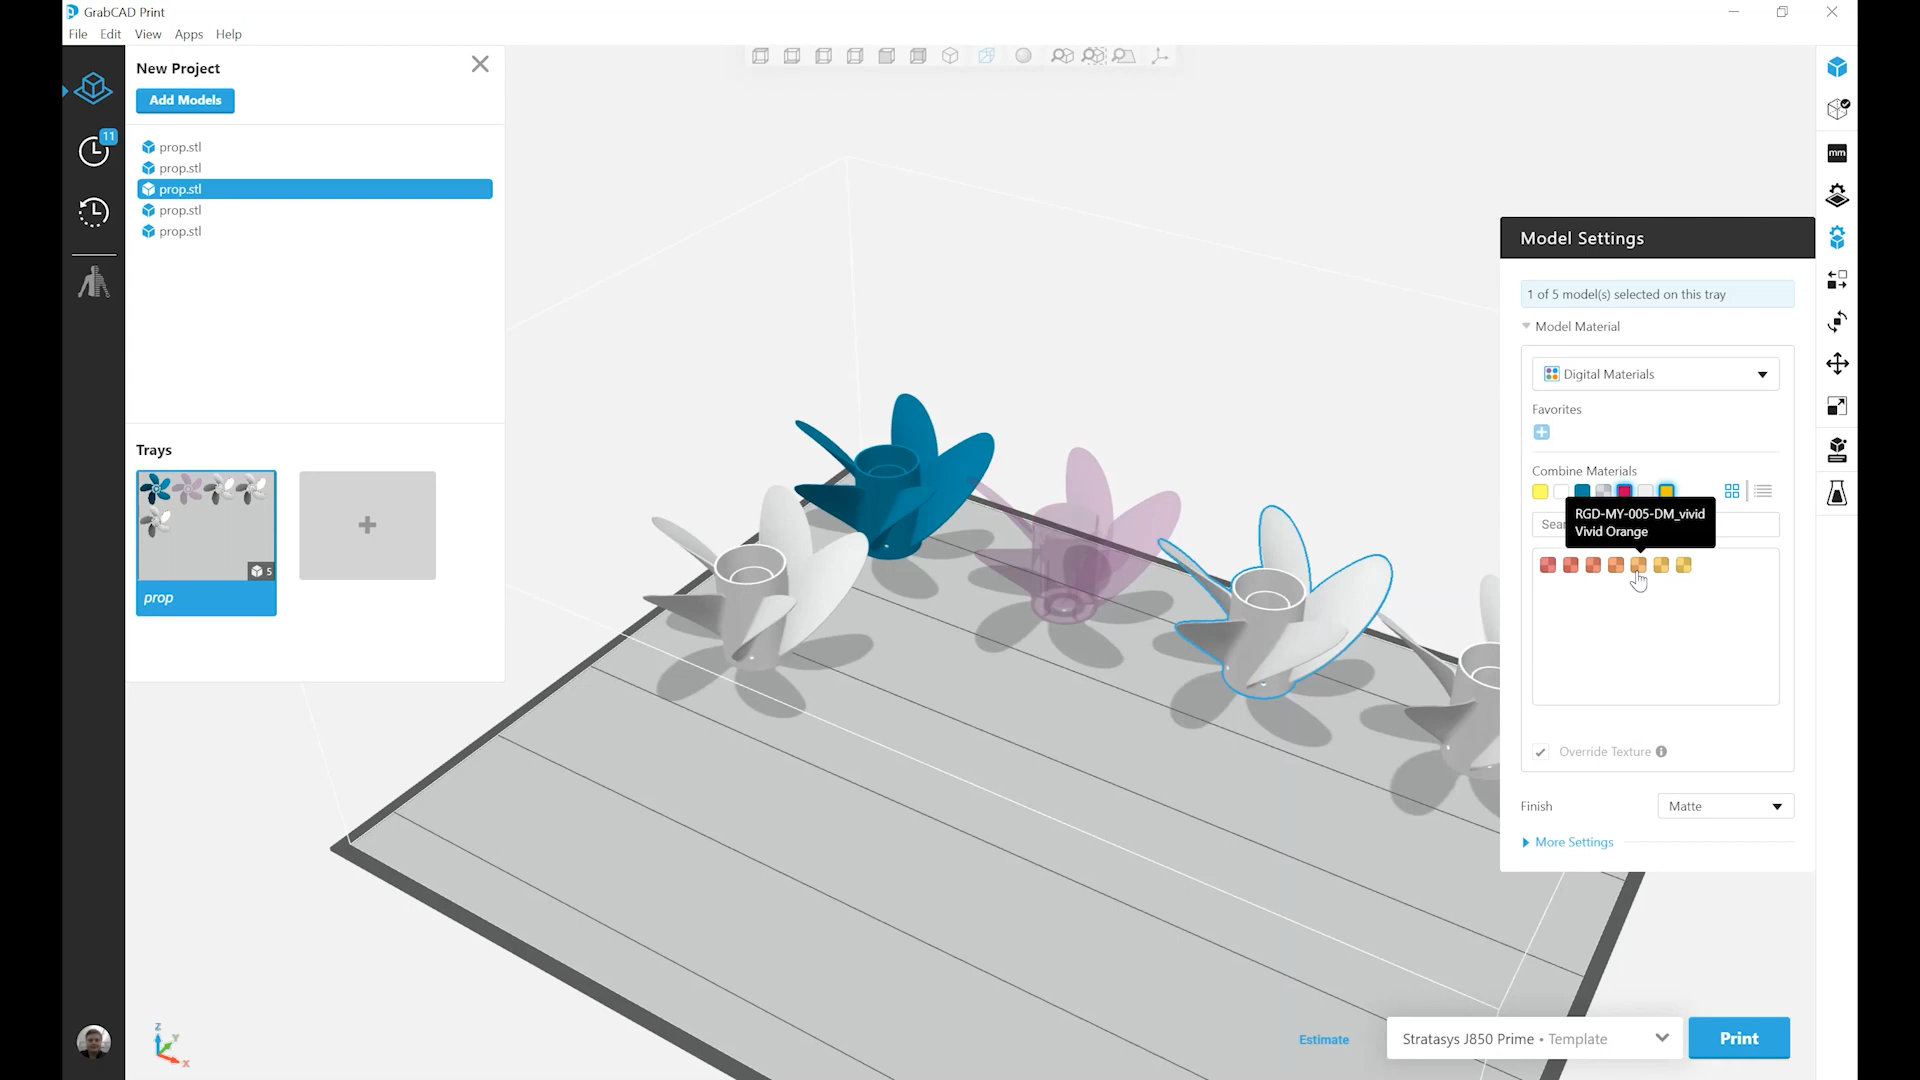 GrabCAD Print
File Edit View Apps Help
New Project
Add Models
11
prop.stl
prop.stl
prop.stl
prop.stl
prop.stl
Trays
5
prop
mm
Model Settings
1 of 5 model(s) selected on this tray
Model Material
Digital Materials
Favorites
Combine Materials
RGD-MY-005-DM_vivid
Vivid Orange
Override Texture
Finish
Matte
More Settings
Z
Y
X
Estimate
Stratasys J850 Prime • Template
Print